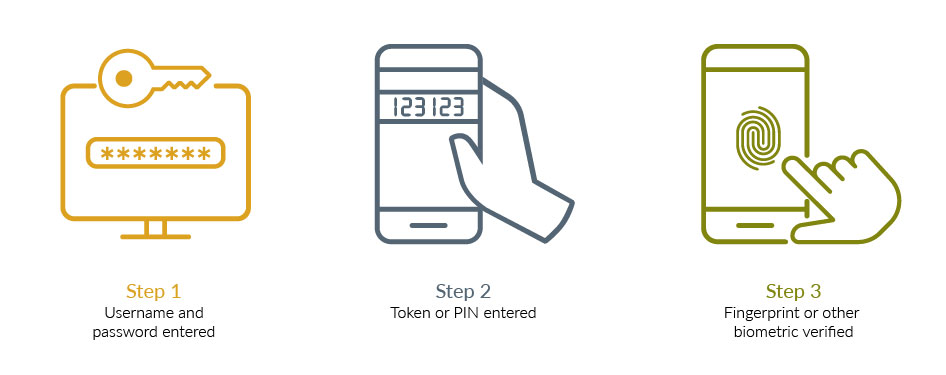 *******
123123
Step 1
Username and
password entered
Step 2
Token or PIN entered
Step 3
Fingerprint or other
biometric verified